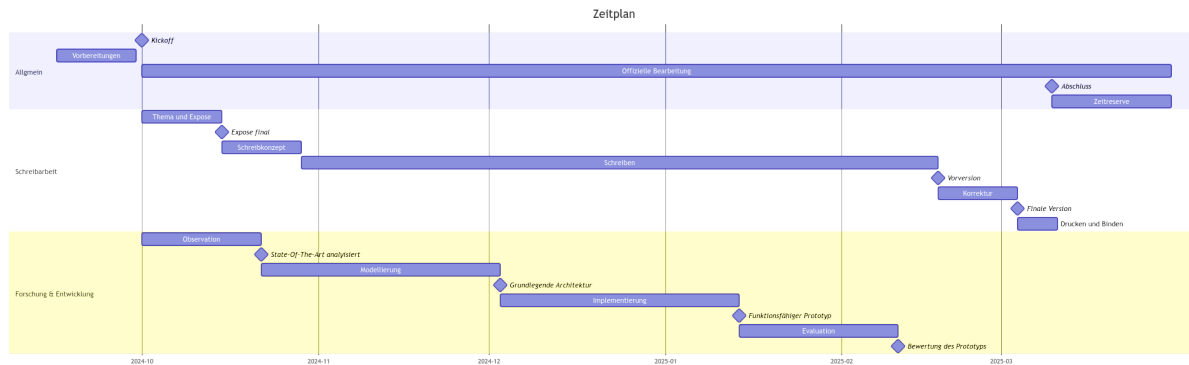 Zeitplan
Allgmein
Kickoff
Vorbereitungen
Offizielle Bearbeitung
Abschluss
Zeitreserve
Schreibarbeit
Thema und Expose
Expose final
Schreibkonzept
Schreiben
Vorversion
Korrektur
Finale Version
Drucken und Binden
Forschung & Entwicklung
Observation
State-Of-The-Art analyisiert
Modellierung
Grundlegende Architektur
Implementierung
Funktionsfähiger Prototyp
Evaluation
Bewertung des Prototyps
2024-10 2024-11 2024-12 2025-01 2025-02 2025-03